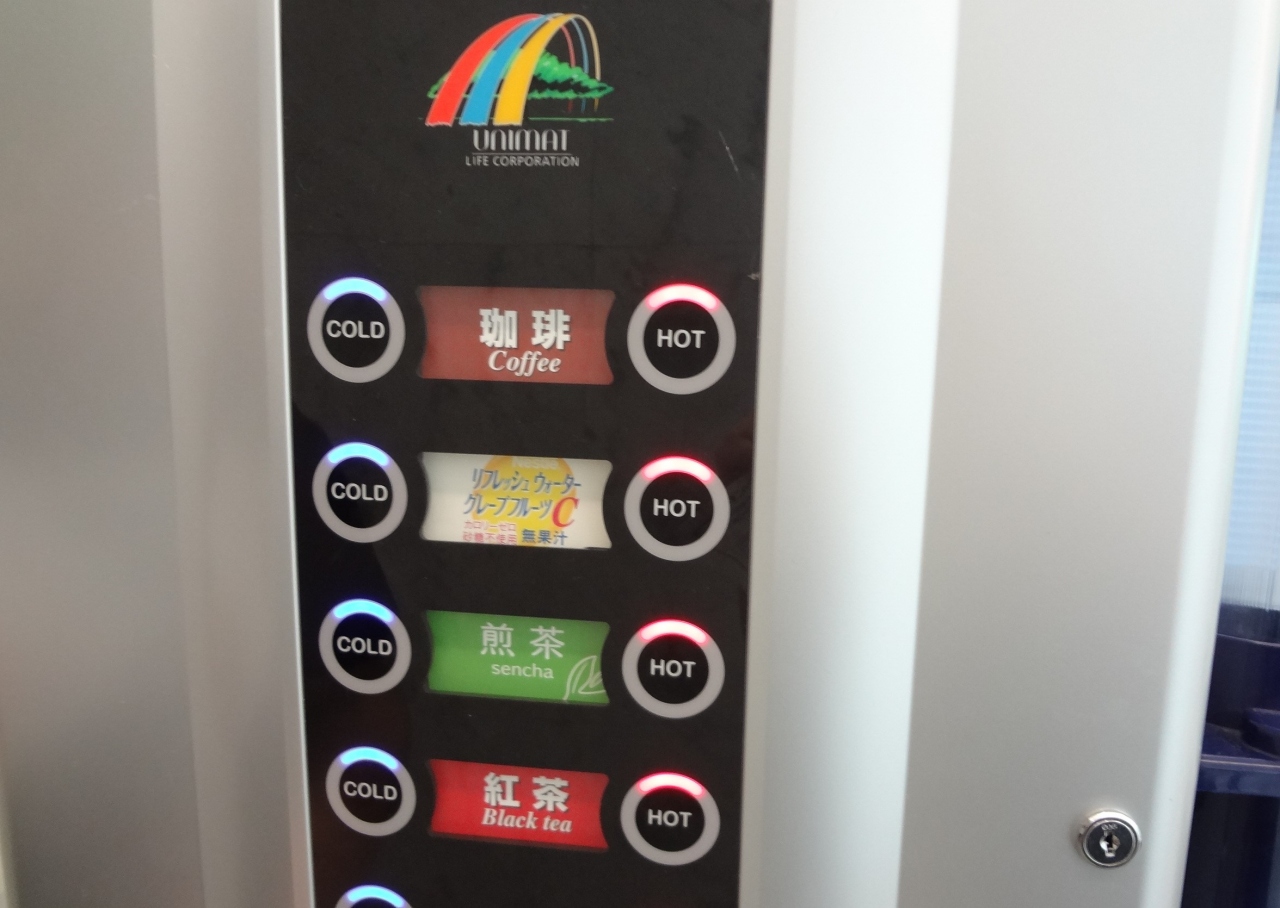 UNIMAT
LIFE CORPORATION
COLD
珈琲
Coffee
HOT
COLD
リフレッシュウォーター
グレープフルーツC
カロリーゼロ
砂糖不使用 無果汁
HOT
COLD
煎茶
sencha
HOT
COLD
紅茶
Black tea
HOT